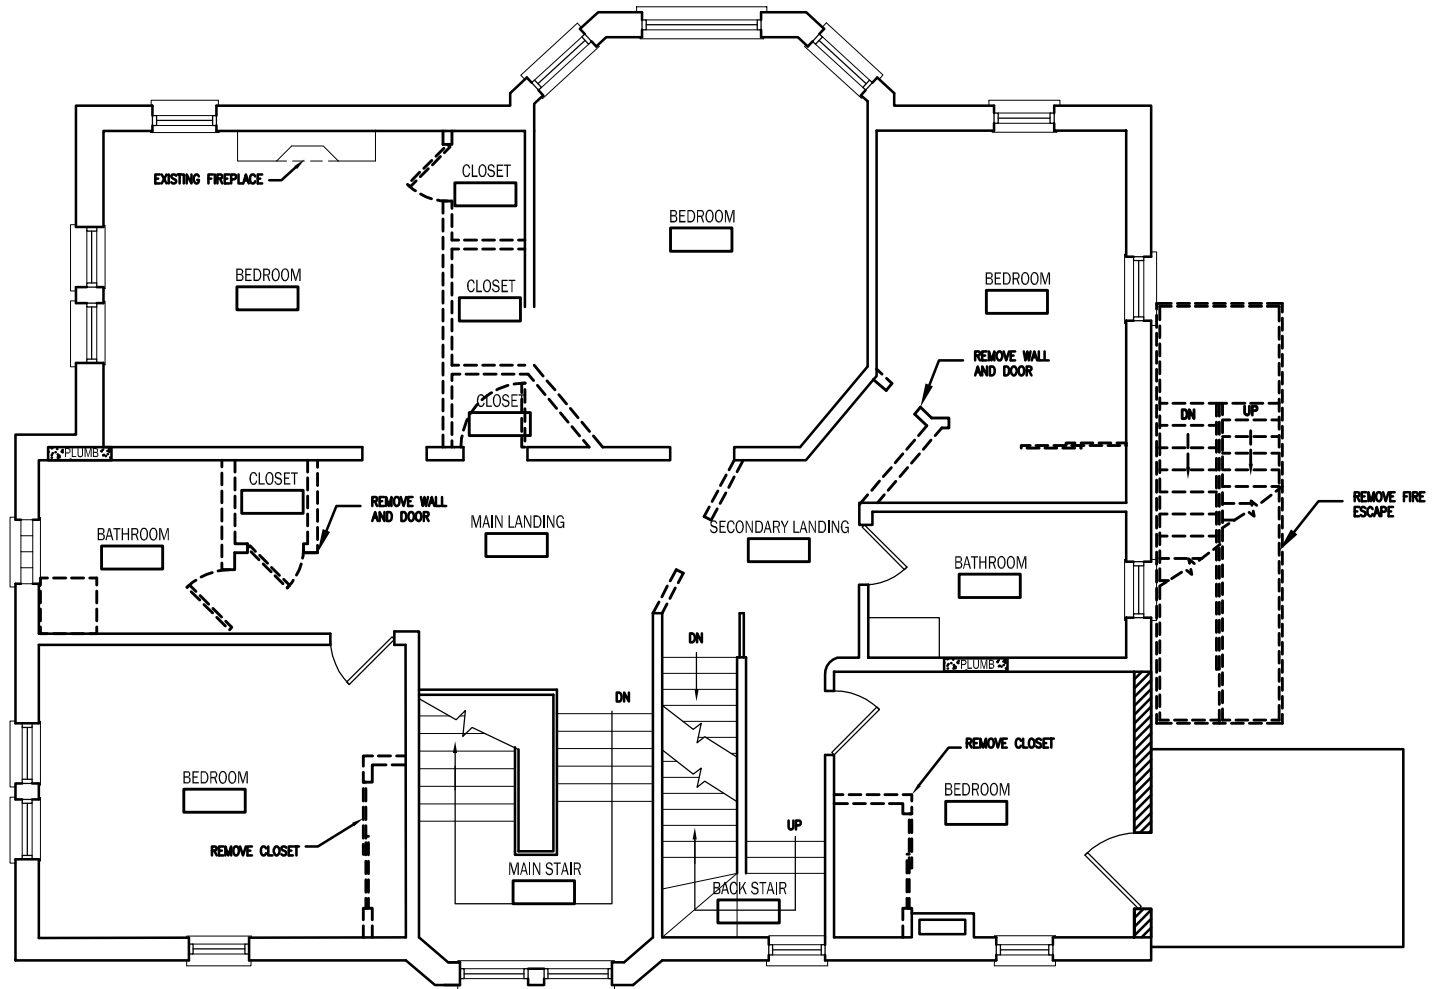 CLOSET
EXISTING FIREPLACE
BEDROOM
BEDROOM
BEDROOM
CLOSET
REMOVE WALL
AND DOOR
CLOSET
DN
UP
PLUMB
CLOSET
REMOVE WALL
AND DOOR
REMOVE FIRE
ESCAPE
MAIN LANDING
SECONDARY LANDING
BATHROOM
BATHROOM
DN
PLUMB
DN
REMOVE CLOSET
BEDROOM
BEDROOM
UP
REMOVE CLOSET
MAIN STAIR
BACK STAIR